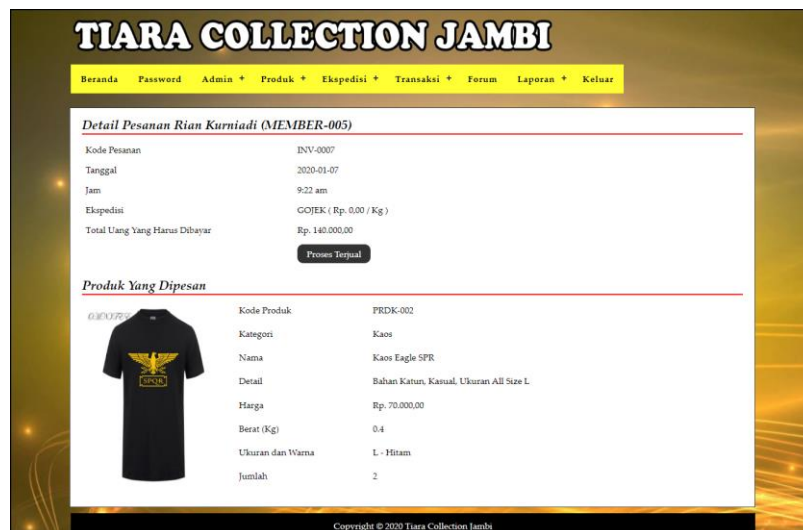 TIARA COLLECTION JAMBI
Beranda Password Admin + Produk + Ekspedisi + Transaksi + Forum Laporan + Keluar
Detail Pesanan Rian Kurniadi (MEMBER-005)
Kode Pesanan INV-0007
Tanggal 2020-01-07
Jam 9:22 am
Ekspedisi GOJEK ( Rp. 0,00 / Kg )
Total Uang Yang Harus Dibayar Rp. 140.000,00
Proses Terjual
Produk Yang Dipesan
Kode Produk PRDK-002
Kategori Kaos
Nama Kaos Eagle SPR
SPQR
Detail Bahan Katun, Kasual, Ukuran All Size L
Harga Rp. 70.000,00
Berat (Kg) 0.4
Ukuran dan Warna L - Hitam
Jumlah 2
Copyright © 2020 Tiara Collection Jambi